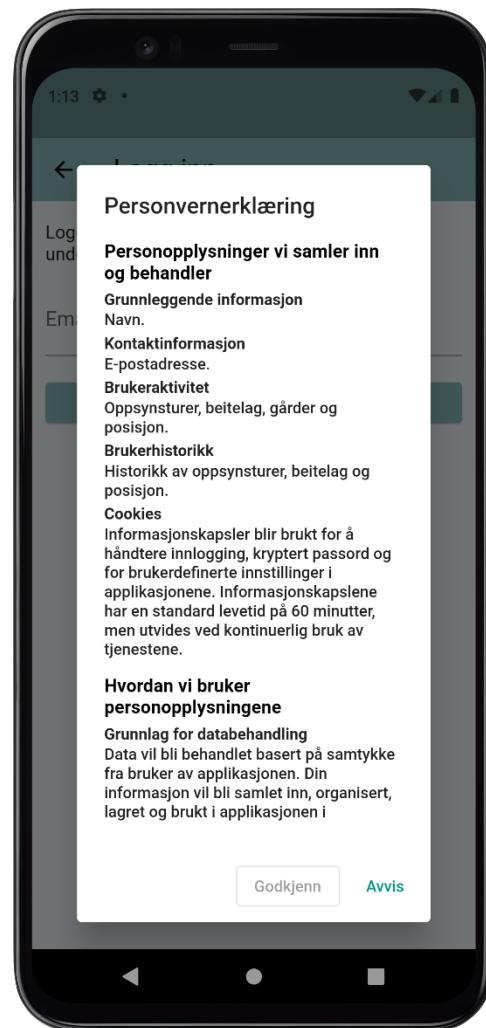 1:13
Logg inn
Personvernerklæring
Personopplysninger vi samler inn
og behandler
Grunnleggende informasjon
Navn.
Kontaktinformasjon
E-postadresse.
Brukeraktivitet
Oppsynsturer, beitelag, gårder og
posisjon.
Brukerhistorikk
Historikk av oppsynsturer, beitelag og
posisjon.
Cookies
Informasjonskapsler blir brukt for å
håndtere innlogging, kryptert passord og
for brukerdefinerte innstillinger i
applikasjonene. Informasjonskapslene
har en standard levetid på 60 minutter,
men utvides ved kontinuerlig bruk av
tjenestene.
Hvordan vi bruker
personopplysningene
Grunnlag for databehandling
Data vil bli behandlet basert på samtykke
fra bruker av applikasjonen. Din
informasjon vil bli samlet inn, organisert,
lagret og brukt i applikasjonen i
Godkjenn Avvis